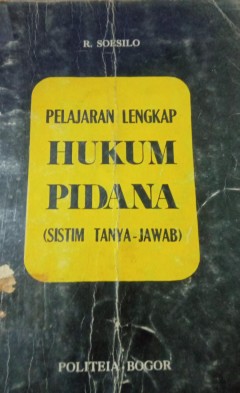 R. SOESILO
PELAJARAN LENGKAP
HUKUM
PIDANA
(SISTIM TANYA-JAWAB)
POLITEIA BOGOR